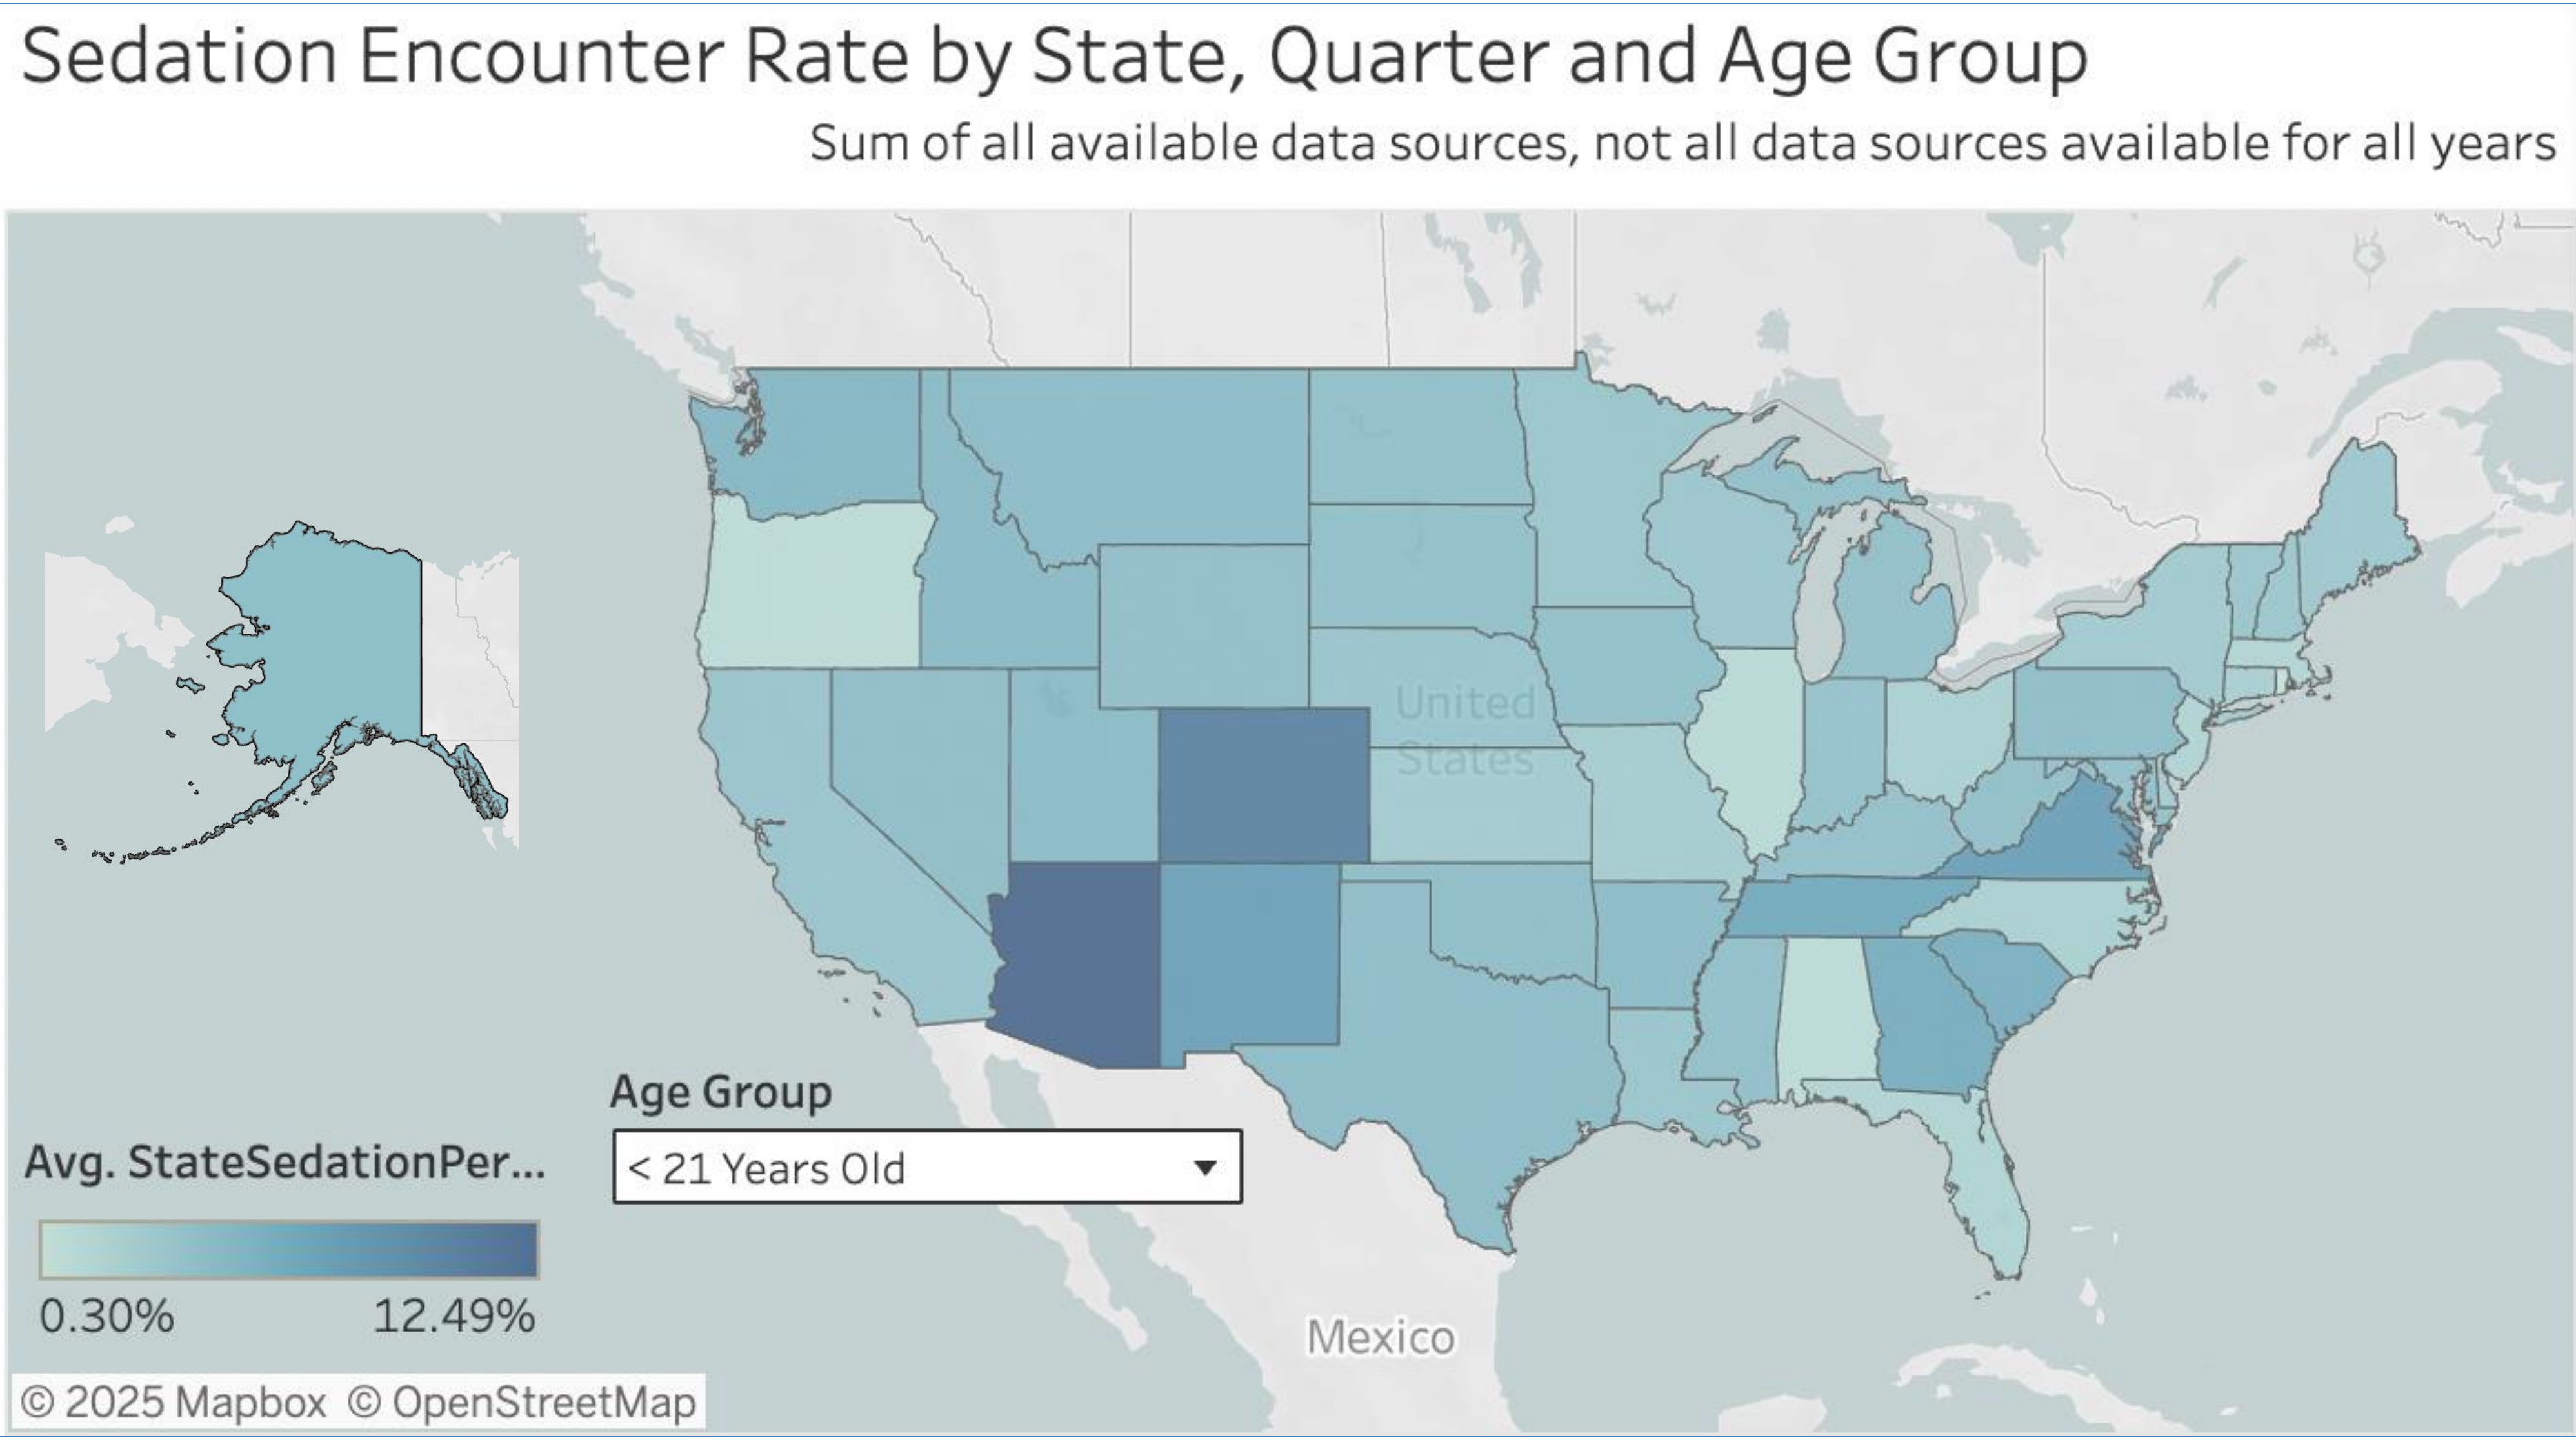 Sedation Encounter Rate by State, Quarter and Age Group
Sum of all available data sources, not all data sources available for all years
United
States
Age Group
< 21 Years Old
Avg. StateSedationPer...
0.30%
12.49%
Mexico
© 2025 Mapbox © OpenStreetMap